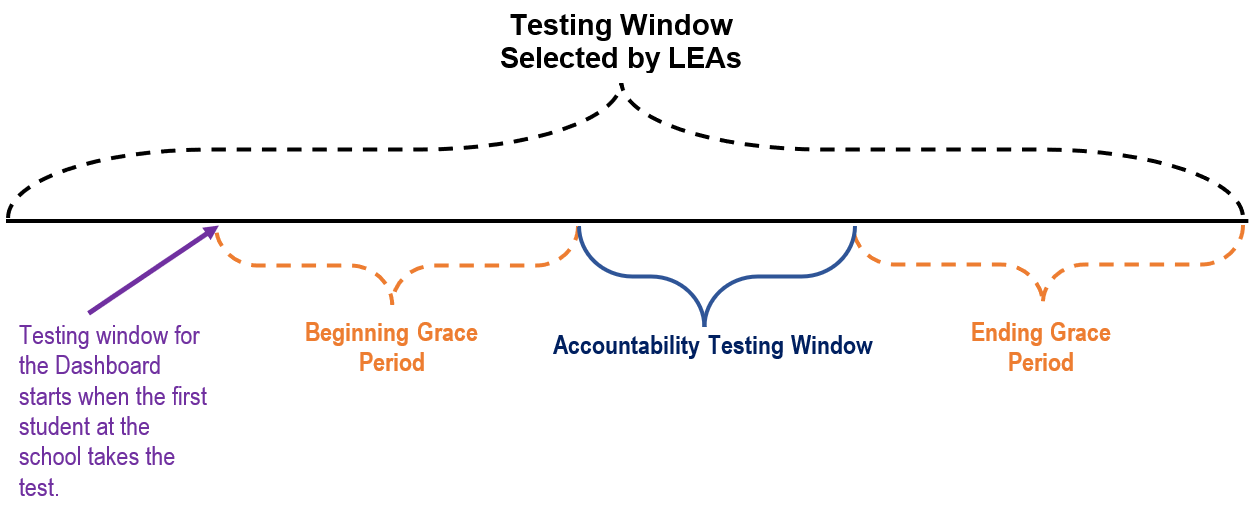 Testing Window
Selected by LEAs
Testing window for
the Dashboard
starts when the first
student at the
school takes the
test.
Beginning Grace
Period
Accountability Testing Window
Ending Grace
Period